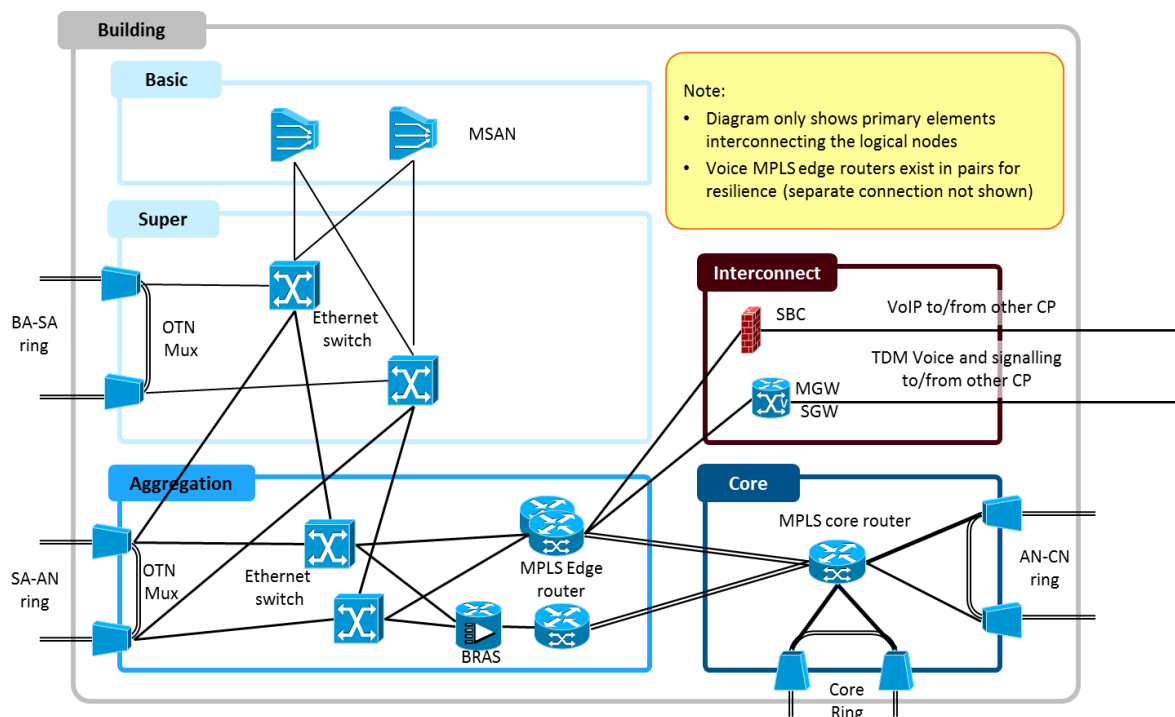 Building
Basic
MSAN
Note:
• Diagram only shows primary elements
interconnecting the logical nodes
• Voice MPLS edge routers exist in pairs for
resilience (separate connection not shown)
Super
BA-SA
ring
OTN
Mux
Ethernet
switch
Interconnect
SBC
VoIP to/from other CP
TDM Voice and signalling
to/from other CP
MGW
SGW
V
Aggregation
SA-AN
ring
OTN
Mux
Ethernet
switch
MPLS Edge
router
BRAS
Core
MPLS core router
AN-CN
ring
Core
Ring